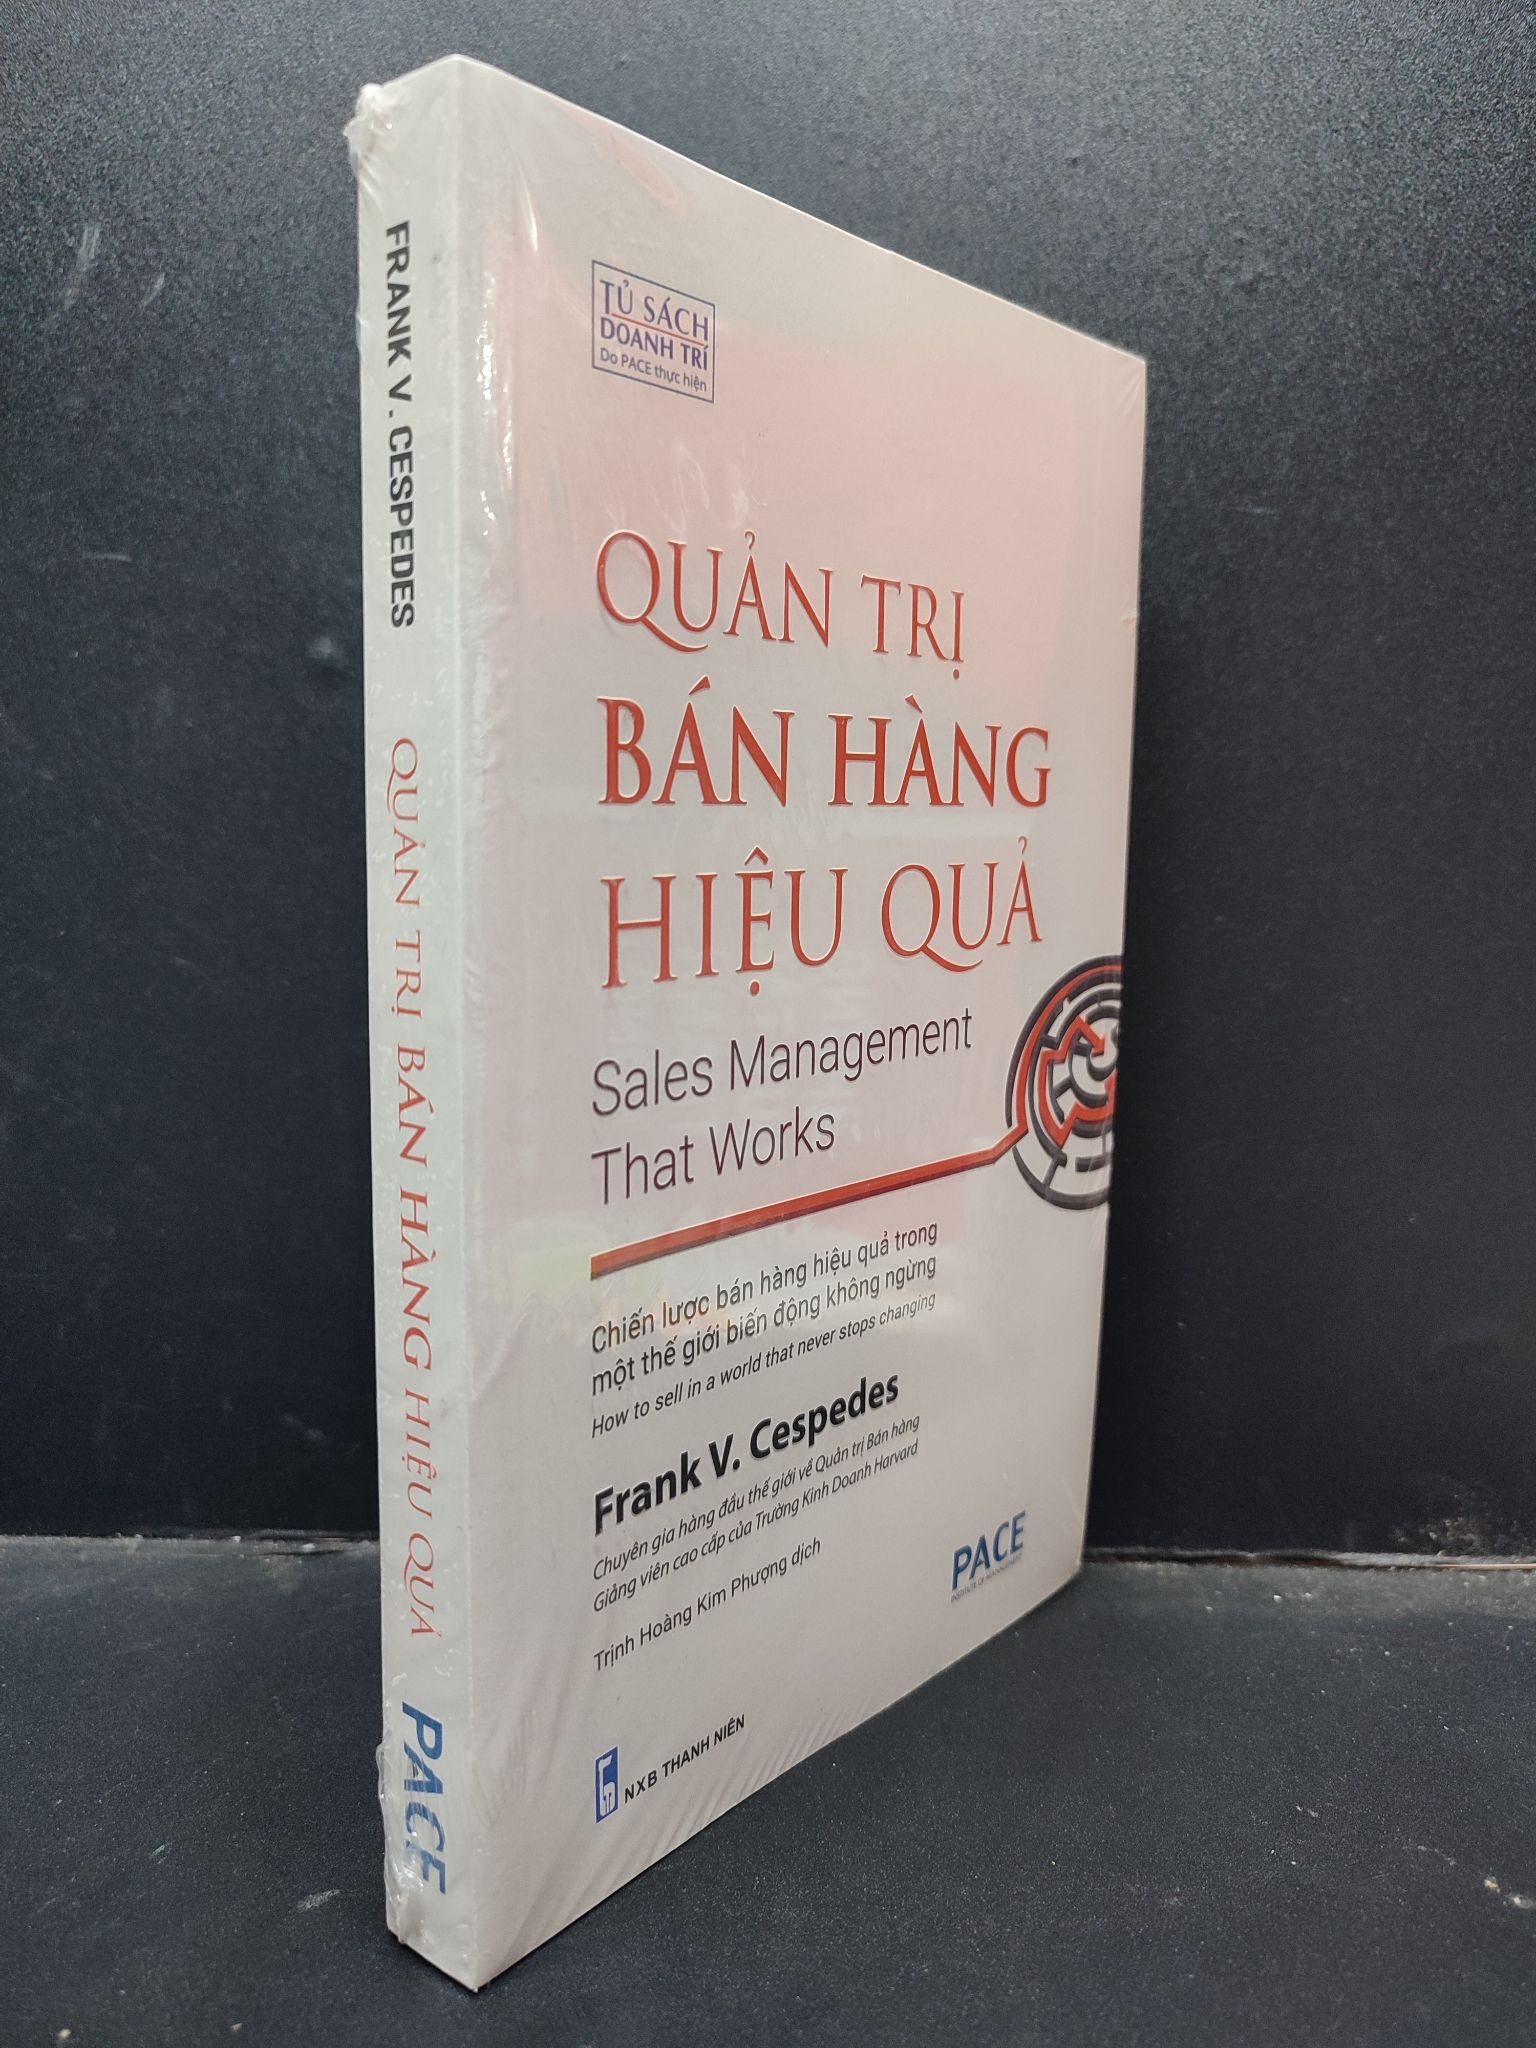 FRANK V. CESPEDES
QUẢN TRỊ BÁN HÀNG HIỆU QUẢ
PACE
TỦ SÁCH
DOANH TRÍ
Do PACE thực hiện
QUẢN TRỊ
BÁN HÀNG
HIỆU QUẢ
Sales Management
That Works
Chiến lược bán hàng hiệu quả trong
một thế giới biến động không ngừng
How to sell in a world that never stops changing
Frank V. Cespedes
Chuyên gia hàng đầu thế giới về Quản trị Bán hàng
Giảng viên cao cấp của Trường Kinh Doanh Harvard
Trịnh Hoàng Kim Phượng dịch
PACE
INSTITUTE OF MANAGEMENT
NXB THANH NIÊN